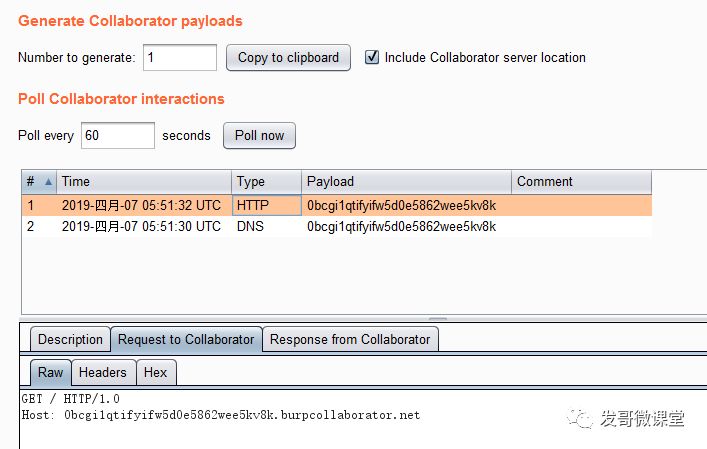 Generate Collaborator payloads
Number to generate: 1 Copy to clipboard Include Collaborator server location
Poll Collaborator interactions
Poll every 60 seconds Poll now
# Time Type Payload Comment
1 2019-四月-07 05:51:32 UTC HTTP 0bcgi1qtifyifw5d0e5862wee5kv8k
2 2019-四月-07 05:51:30 UTC DNS 0bcgi1qtifyifw5d0e5862wee5kv8k
Description Request to Collaborator Response from Collaborator
Raw Headers Hex
GET / HTTP/1.0
Host: 0bcgi1qtifyifw5d0e5862wee5kv8k.burpcollaborator.net
发哥微课堂